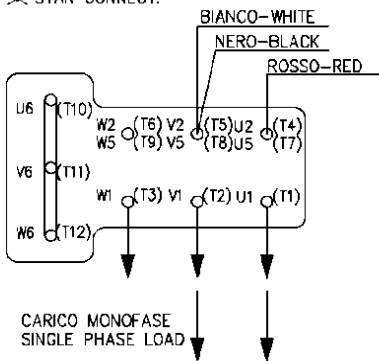 STAR CONNECT.
BIANCO-WHITE
NERO-BLACK
ROSSO-RED
U6 (T10)
W2 (T6) V2 (T5) U2 (T4)
W5 (T9) V5 (T8) U5 (T7)
V6 (T11)
W1 (T3) V1 (T2) U1 (T1)
W6 (T12)
CARICO MONOFASE
SINGLE PHASE LOAD